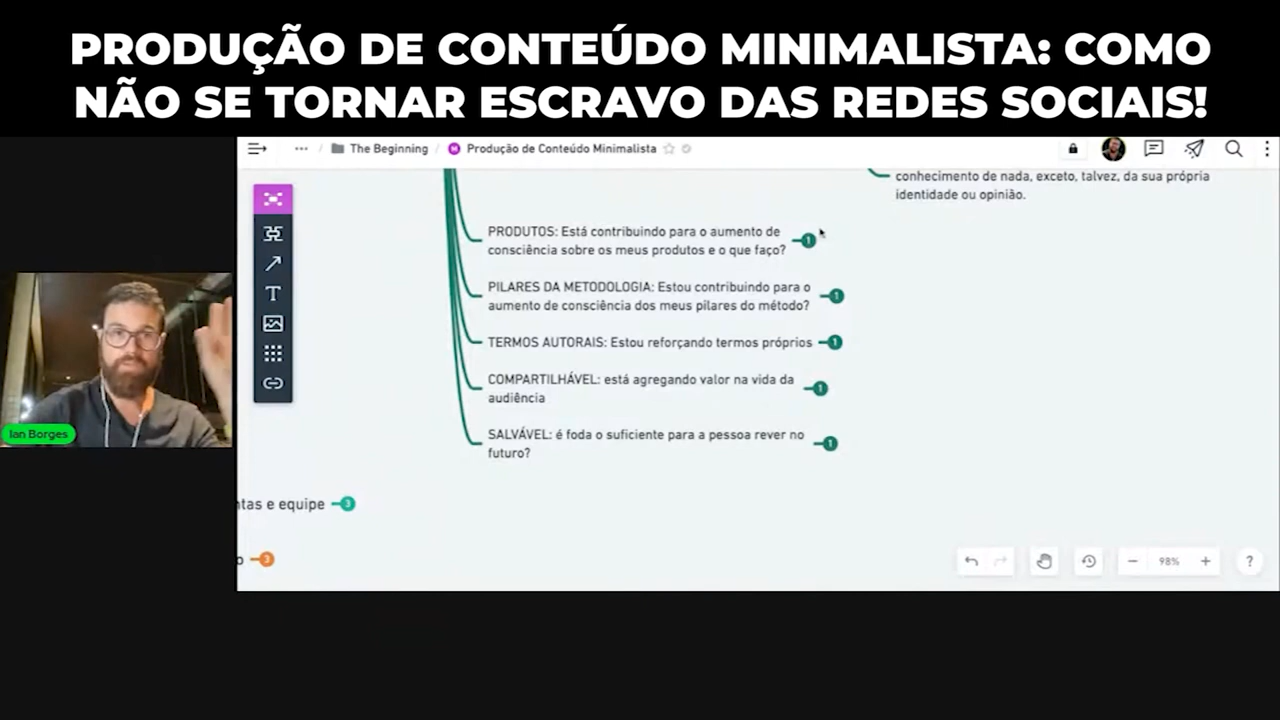 PRODUÇÃO DE CONTEÚDO MINIMALISTA: COMO
NÃO SE TORNAR ESCRAVO DAS REDES SOCIAIS!
··· / The Beginning / M Produção de Conteúdo Minimalista
conhecimento de nada, exceto, talvez, da sua própria
identidade ou opinião.
PRODUTOS: Está contribuindo para o aumento de
consciência sobre os meus produtos e o que faço?
1
PILARES DA METODOLOGIA: Estou contribuindo para o
aumento de consciência dos meus pilares do método?
1
TERMOS AUTORAIS: Estou reforçando termos próprios
1
COMPARTILHÁVEL: está agregando valor na vida da
audiência
1
SALVÁVEL: é foda o suficiente para a pessoa rever no
futuro?
1
Ian Borges
ntas e equipe
3
o
3
98%
?